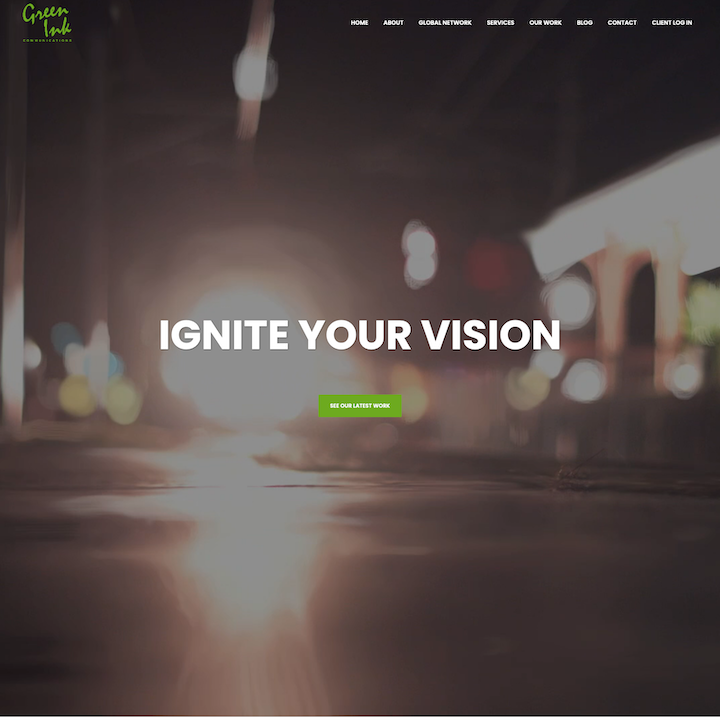 Green
Ink
COMMUNICATIONS
HOME ABOUT GLOBAL NETWORK SERVICES OUR WORK BLOG CONTACT CLIENT LOG IN
IGNITE YOUR VISION
SEE OUR LATEST WORK